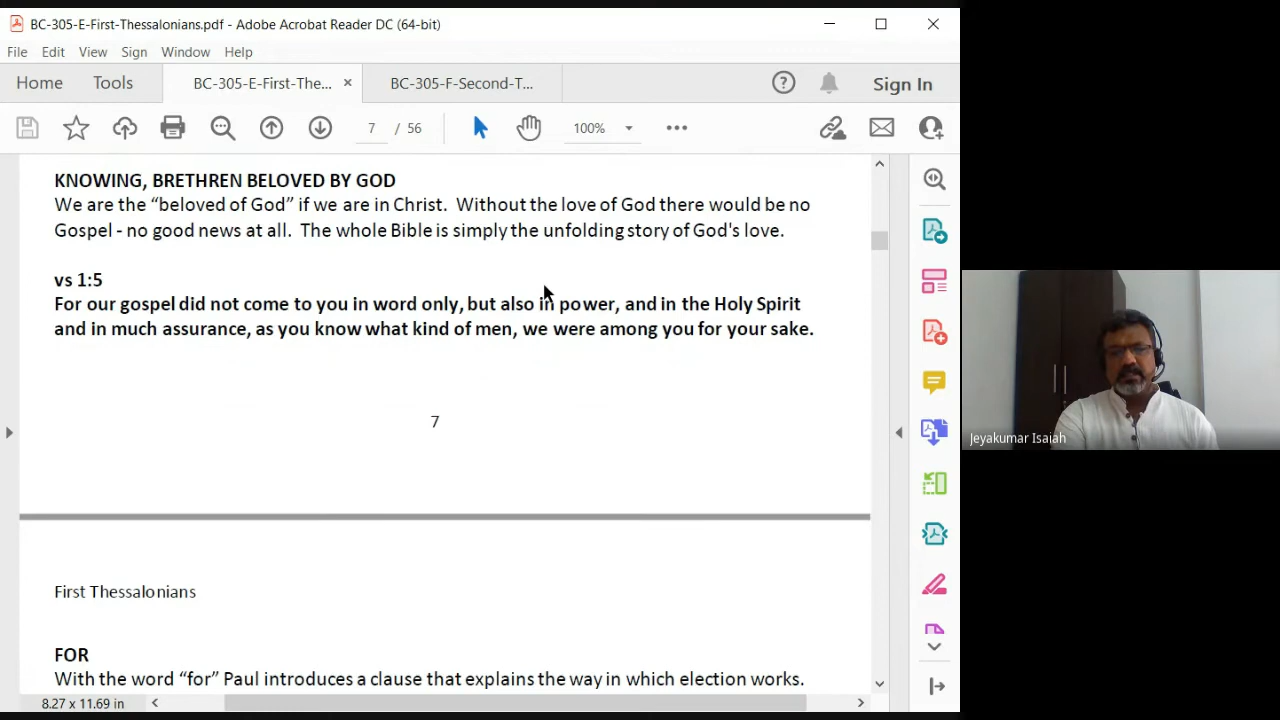 BC-305-E-First-Thessalonians.pdf - Adobe Acrobat Reader DC (64-bit)
File Edit View Sign Window Help
Home Tools BC-305-E-First-The... × BC-305-F-Second-T... Sign In
7 / 56 100%
KNOWING, BRETHREN BELOVED BY GOD
We are the “beloved of God” if we are in Christ. Without the love of God there would be no
Gospel - no good news at all. The whole Bible is simply the unfolding story of God's love.
vs 1:5
For our gospel did not come to you in word only, but also in power, and in the Holy Spirit
and in much assurance, as you know what kind of men, we were among you for your sake.
7
First Thessalonians
FOR
With the word “for” Paul introduces a clause that explains the way in which election works.
8.27 x 11.69 in
Jeyakumar Isaiah